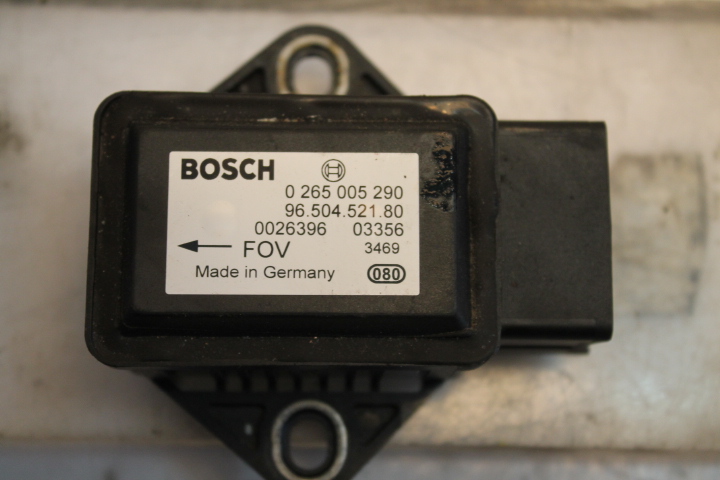 BOSCH
0 265 005 290
96.504.521.80
0026396 03356
FOV 3469
Made in Germany 080